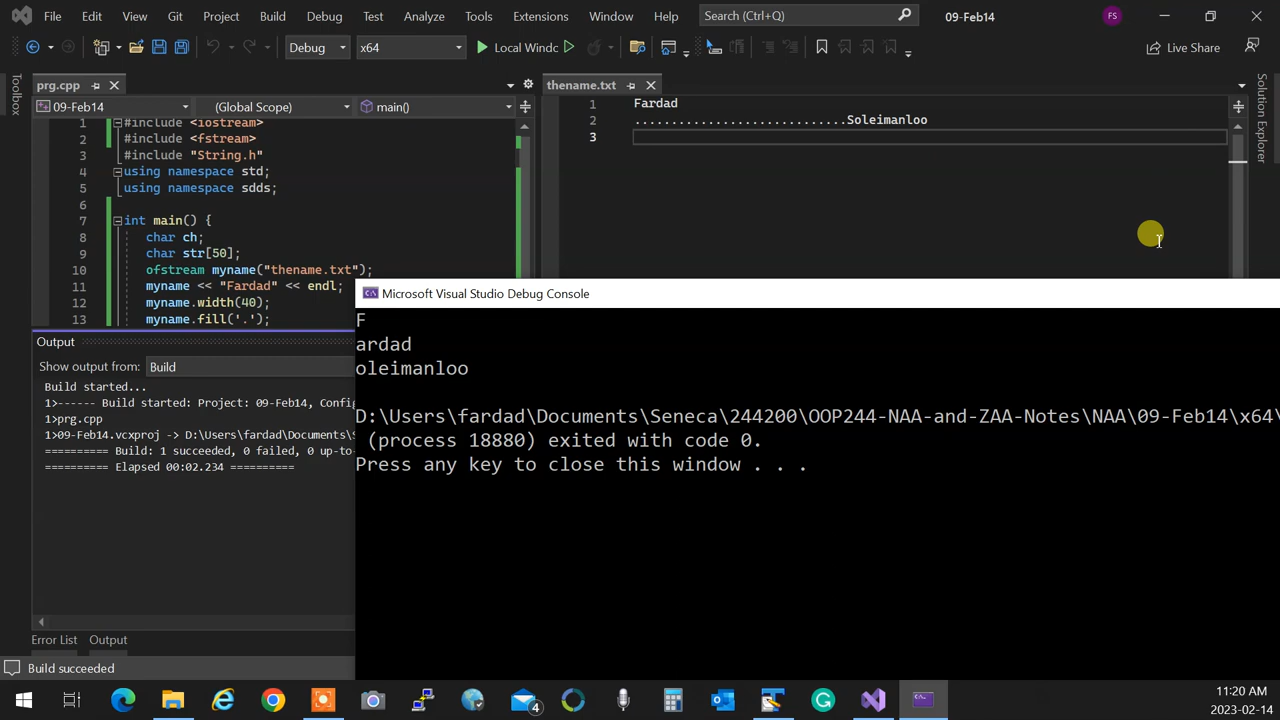 File Edit View Git Project Build Debug Test Analyze Tools Extensions Window Help Search (Ctrl+Q) 09-Feb14 FS
Debug x64 Local Windc Live Share
prg.cpp
09-Feb14 (Global Scope) main()
1 #include <iostream>
2 #include <fstream>
3 #include "String.h"
4 using namespace std;
5 using namespace sdds;
6
7 int main() {
8 char ch;
9 char str[50];
10 ofstream myname("thename.txt");
11 myname << "Fardad" << endl;
12 myname.width(40);
13 myname.fill('.');
thename.txt
1 Fardad
2 .............................Soleimanloo
3
Toolbox
Solution Explorer
Output
Show output from: Build
Build started...
1>------ Build started: Project: 09-Feb14, Config
1>prg.cpp
1>09-Feb14.vcxproj -> D:\Users\fardad\Documents\S
========== Build: 1 succeeded, 0 failed, 0 up-to-
========== Elapsed 00:02.234 ==========
Microsoft Visual Studio Debug Console
F
ardad
oleimanloo
D:\Users\fardad\Documents\Seneca\244200\OOP244-NAA-and-ZAA-Notes\NAA\09-Feb14\x64\
(process 18880) exited with code 0.
Press any key to close this window . . .
Error List Output
Build succeeded
4
11:20 AM
2023-02-14